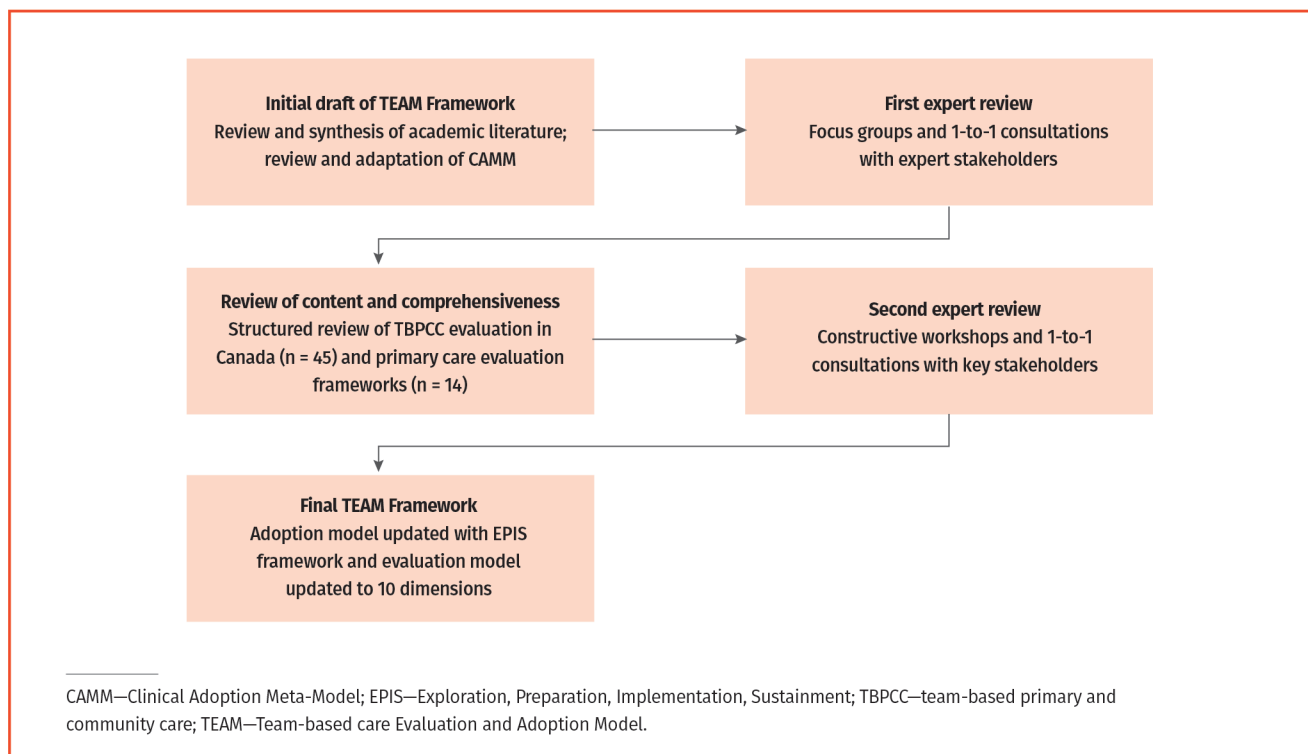 Initial draft of TEAM Framework
Review and synthesis of academic literature;
review and adaptation of CAMM
First expert review
Focus groups and 1-to-1 consultations
with expert stakeholders
Review of content and comprehensiveness
Structured review of TBPCC evaluation in
Canada (n = 45) and primary care evaluation
frameworks (n = 14)
Second expert review
Constructive workshops and 1-to-1
consultations with key stakeholders
Final TEAM Framework
Adoption model updated with EPIS
framework and evaluation model
updated to 10 dimensions
CAMM—Clinical Adoption Meta-Model; EPIS—Exploration, Preparation, Implementation, Sustainment; TBPCC—team-based primary and
community care; TEAM—Team-based care Evaluation and Adoption Model.